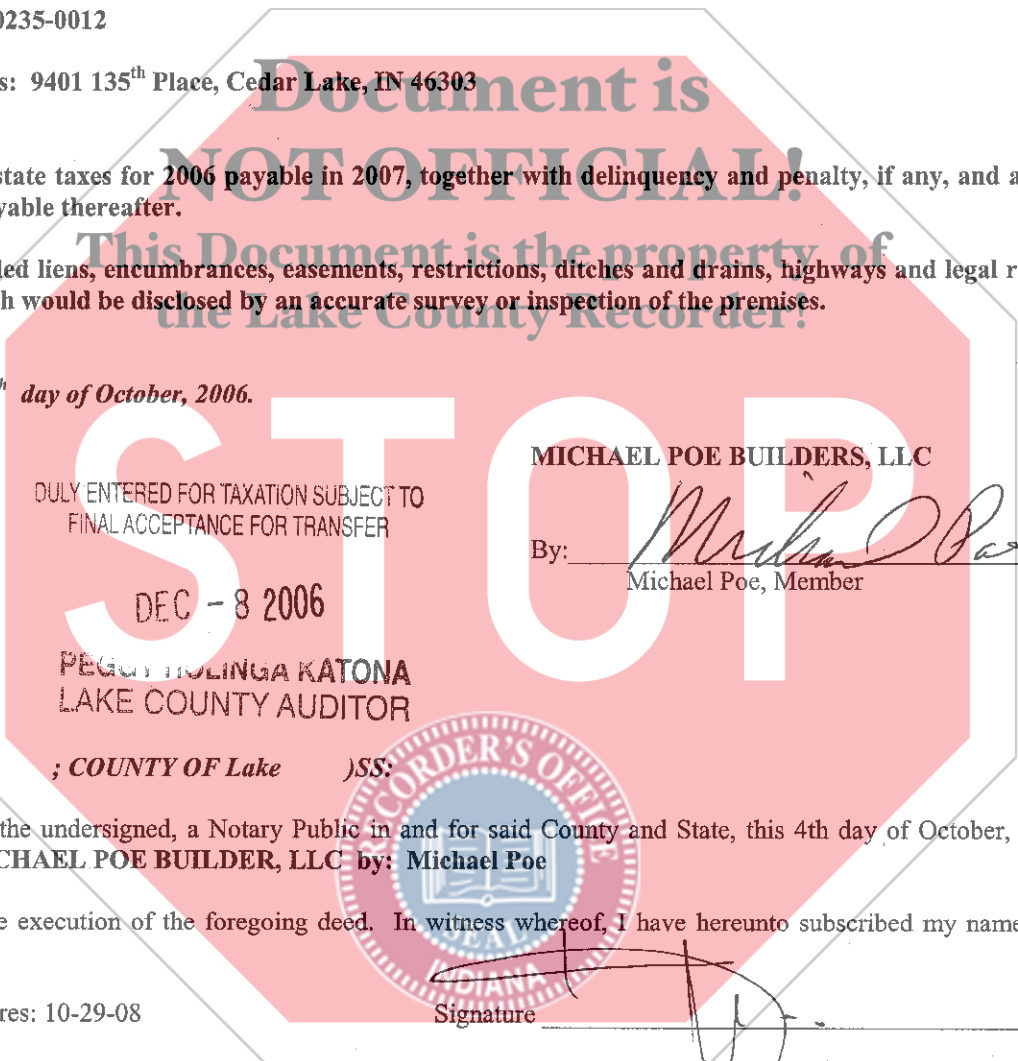 0235-0012
s: 9401 135th Place, Cedar Lake, IN 46303
Document is
NOT OFFICIAL!
This Document is the property of
the Lake County Recorder!
state taxes for 2006 payable in 2007, together with delinquency and penalty, if any, and a
yable thereafter.
led liens, encumbrances, easements, restrictions, ditches and drains, highways and legal r
h would be disclosed by an accurate survey or inspection of the premises.
h day of October, 2006.
STOP
MICHAEL POE BUILDERS, LLC
DULY ENTERED FOR TAXATION SUBJECT TO
FINAL ACCEPTANCE FOR TRANSFER
By:
Michael Poe, Member
DEC - 8 2006
PEGGY HOLINGA KATONA
LAKE COUNTY AUDITOR
; COUNTY OF Lake )SS:
RECORDER'S OFFICE
SEAL
INDIANA
the undersigned, a Notary Public in and for said County and State, this 4th day of October,
CHAEL POE BUILDER, LLC by: Michael Poe
e execution of the foregoing deed. In witness whereof, I have hereunto subscribed my name
res: 10-29-08
Signature